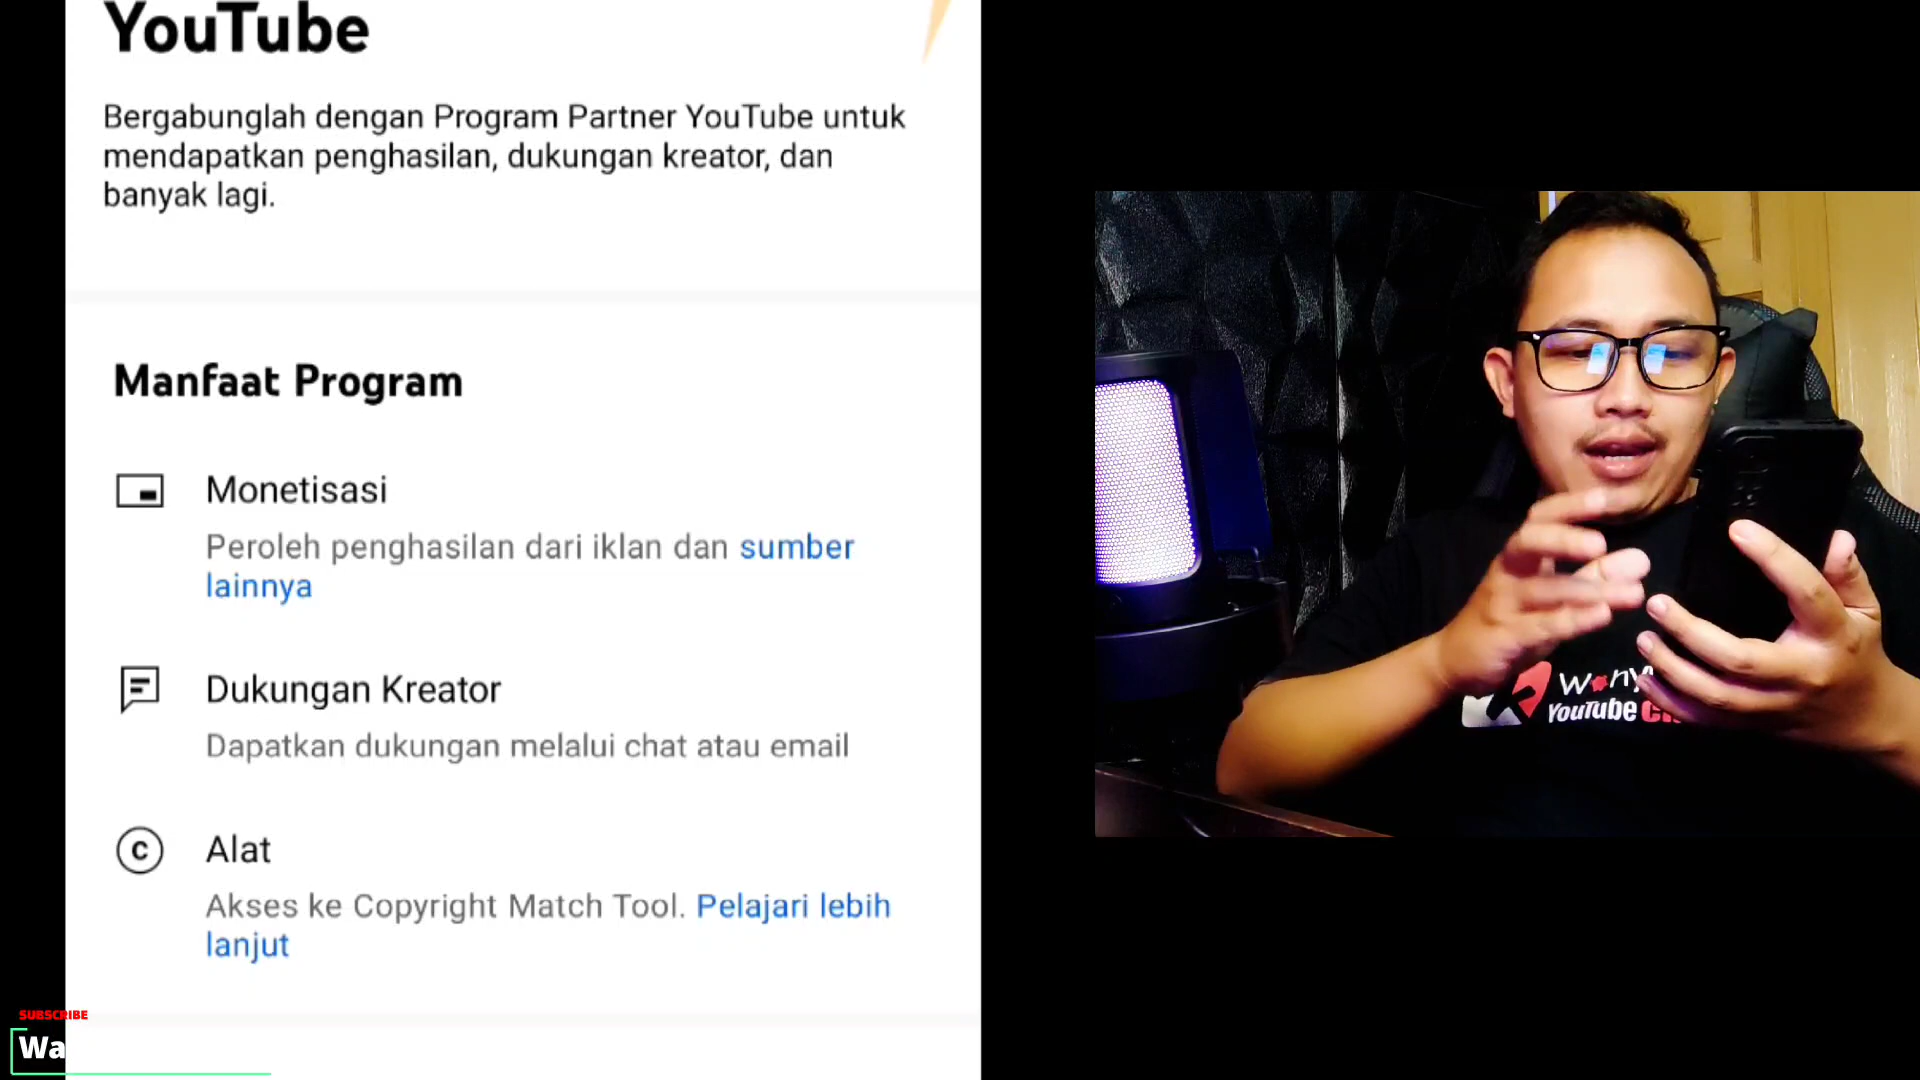 YouTube
Bergabunglah dengan Program Partner YouTube untuk
mendapatkan penghasilan, dukungan kreator, dan
banyak lagi.
Manfaat Program
Monetisasi
Peroleh penghasilan dari iklan dan sumber
lainnya
Dukungan Kreator
Dapatkan dukungan melalui chat atau email
Alat
Akses ke Copyright Match Tool. Pelajari lebih
lanjut
SUBSCRIBE
Wa
YouTube